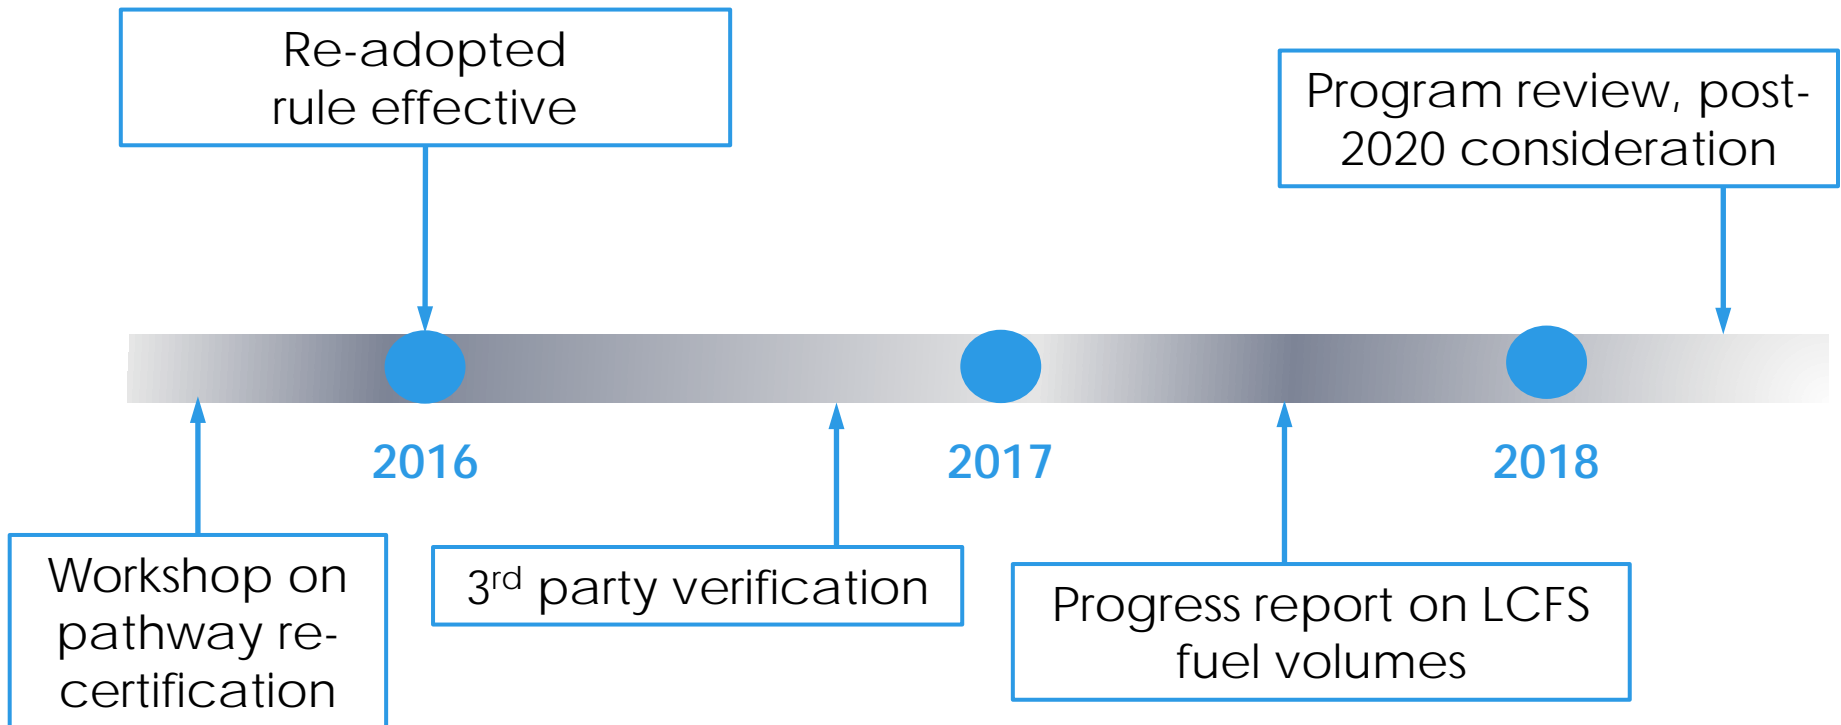 Re-adopted
rule effective
Program review, post-
2020 consideration
2016
2017
2018
Workshop on
pathway re-
certification
3rd party verification
Progress report on LCFS
fuel volumes